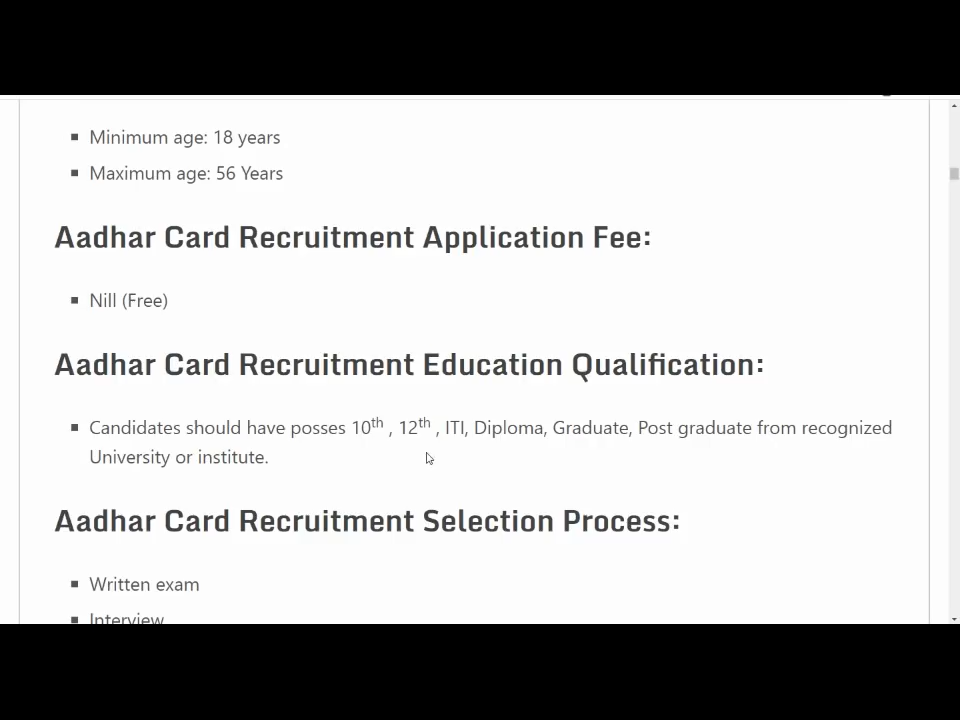 Minimum age: 18 years
Maximum age: 56 Years
Aadhar Card Recruitment Application Fee:
Nill (Free)
Aadhar Card Recruitment Education Qualification:
Candidates should have posses 10th , 12th , ITI, Diploma, Graduate, Post graduate from recognized
University or institute.
Aadhar Card Recruitment Selection Process:
Written exam
Interview